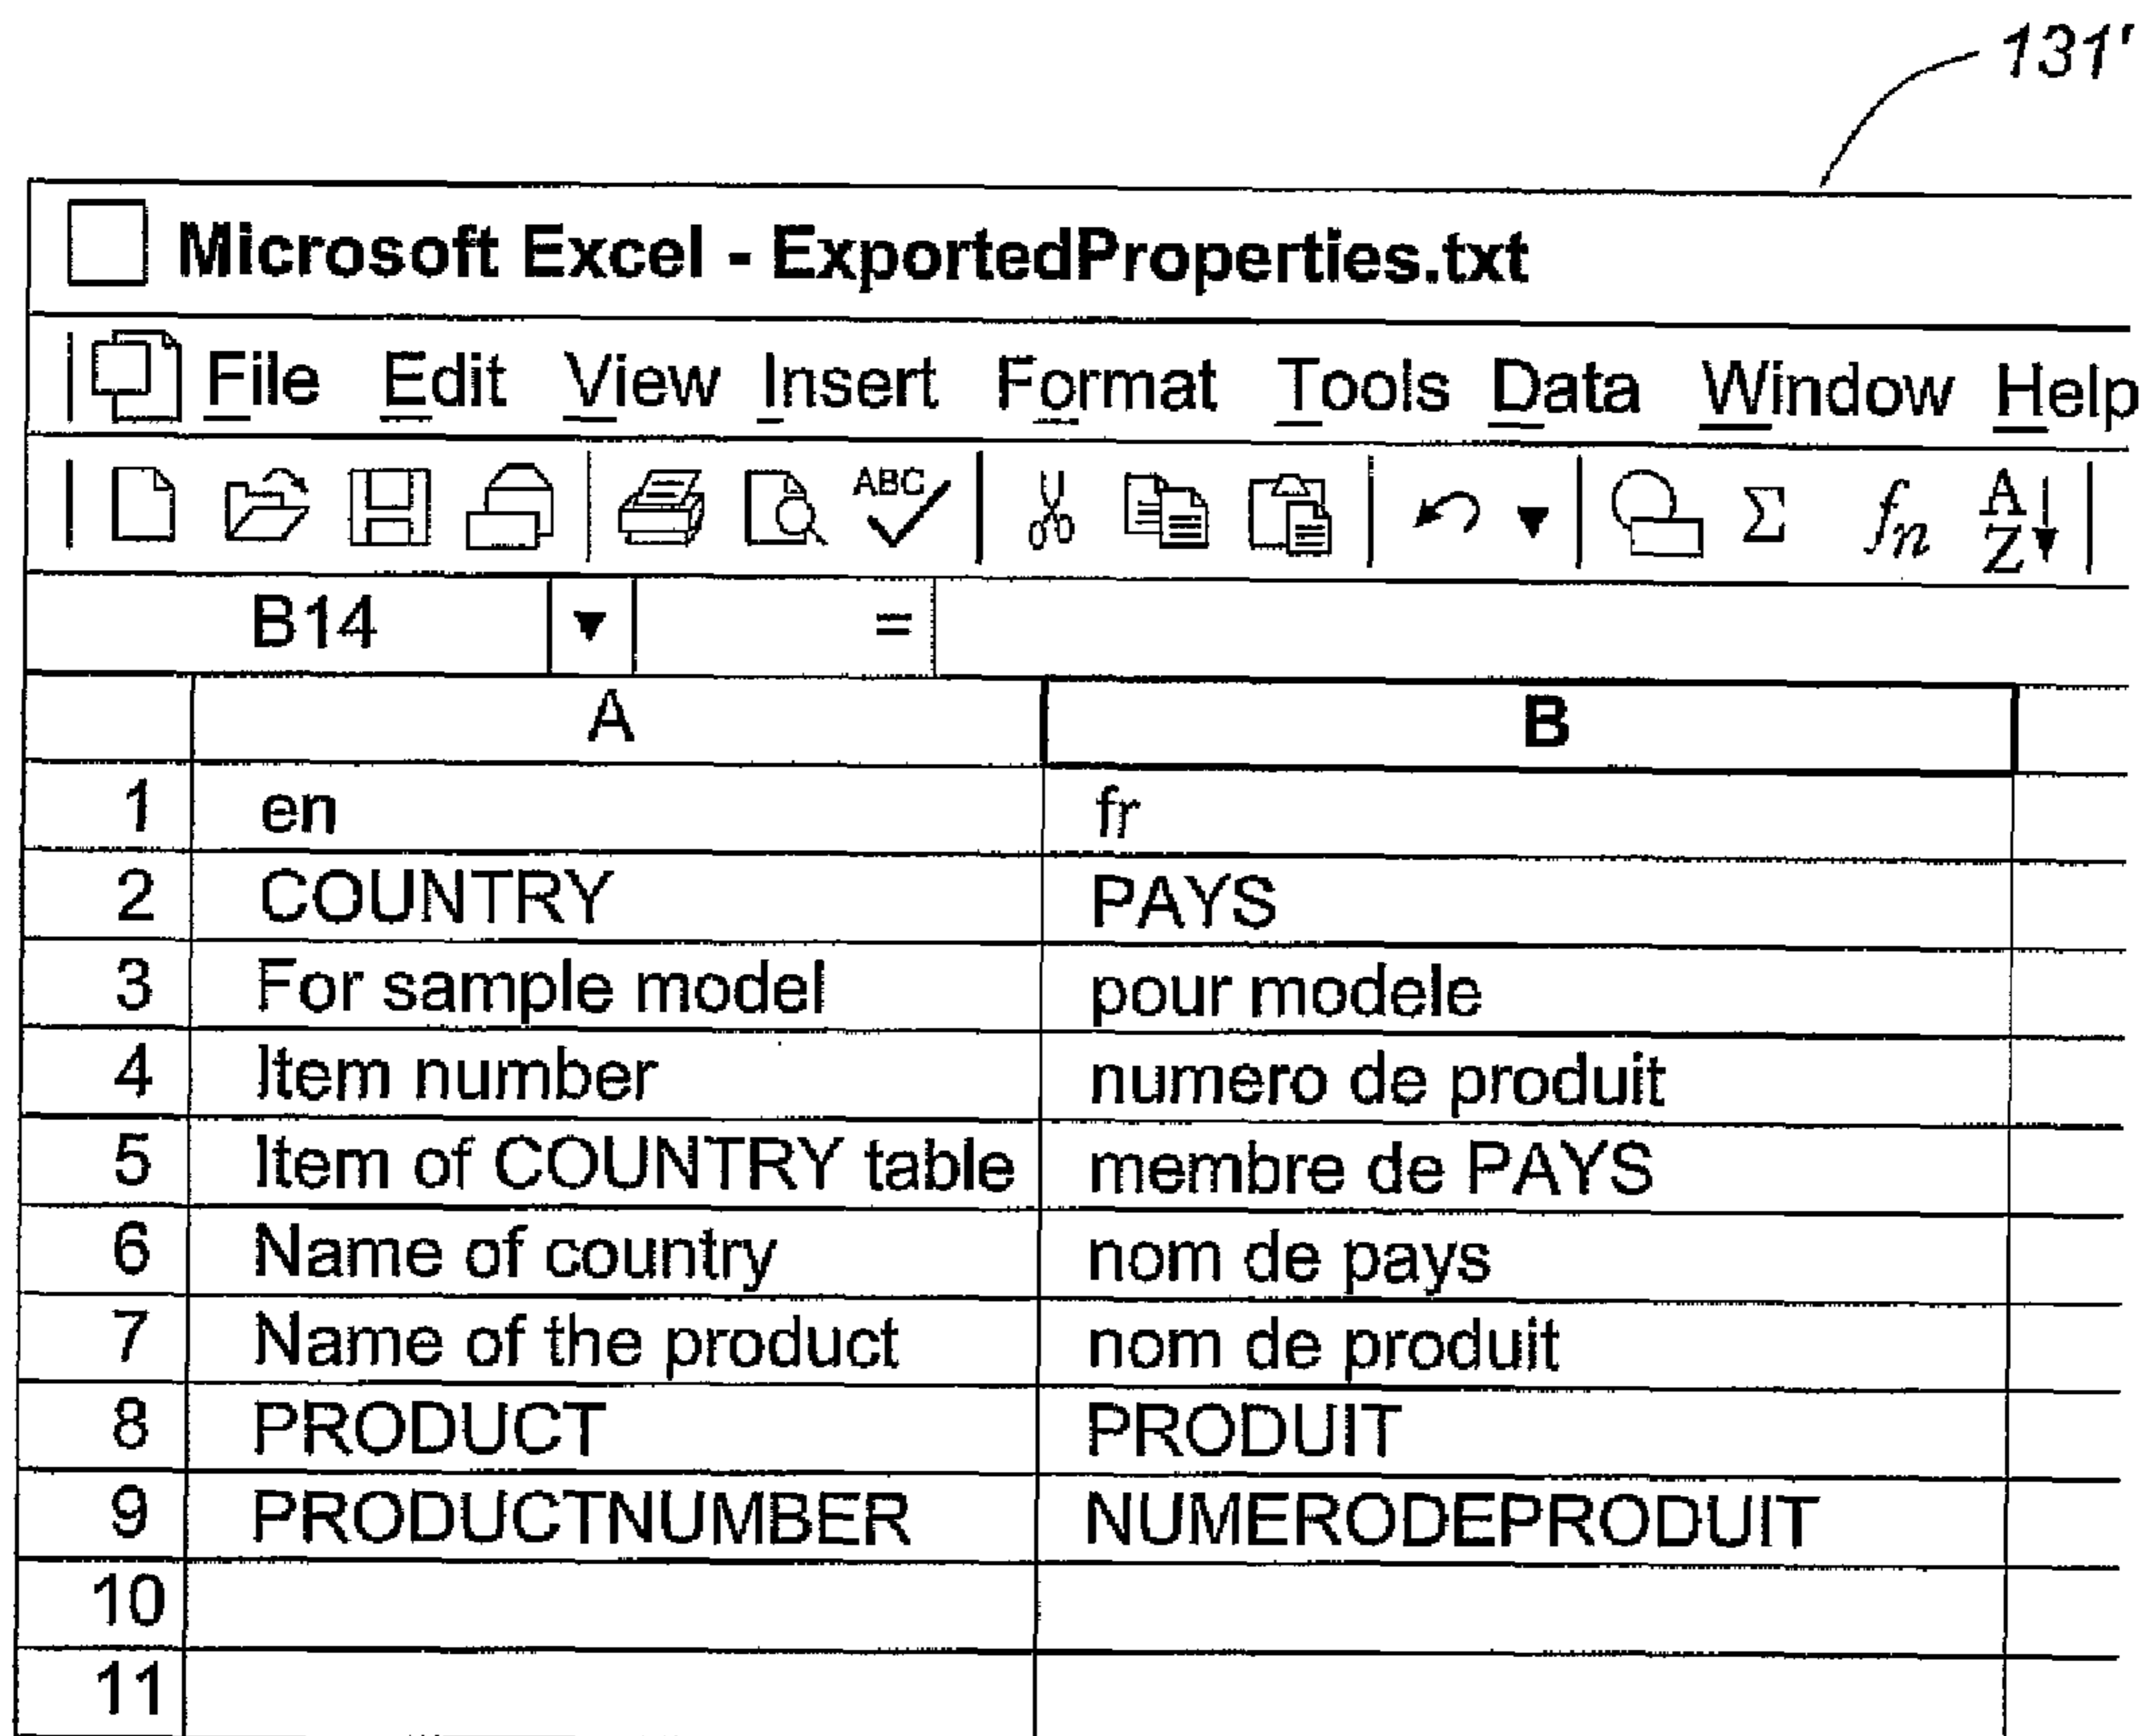 131'
Microsoft Excel - ExportedProperties.txt
File Edit View Insert Format Tools Data Window Help
ABC Σ fn A Z
B14 =
A B
1 en fr
2 COUNTRY PAYS
3 For sample model pour modele
4 Item number numero de produit
5 Item of COUNTRY table membre de PAYS
6 Name of country nom de pays
7 Name of the product nom de produit
8 PRODUCT PRODUIT
9 PRODUCTNUMBER NUMERODEPRODUIT
10
11